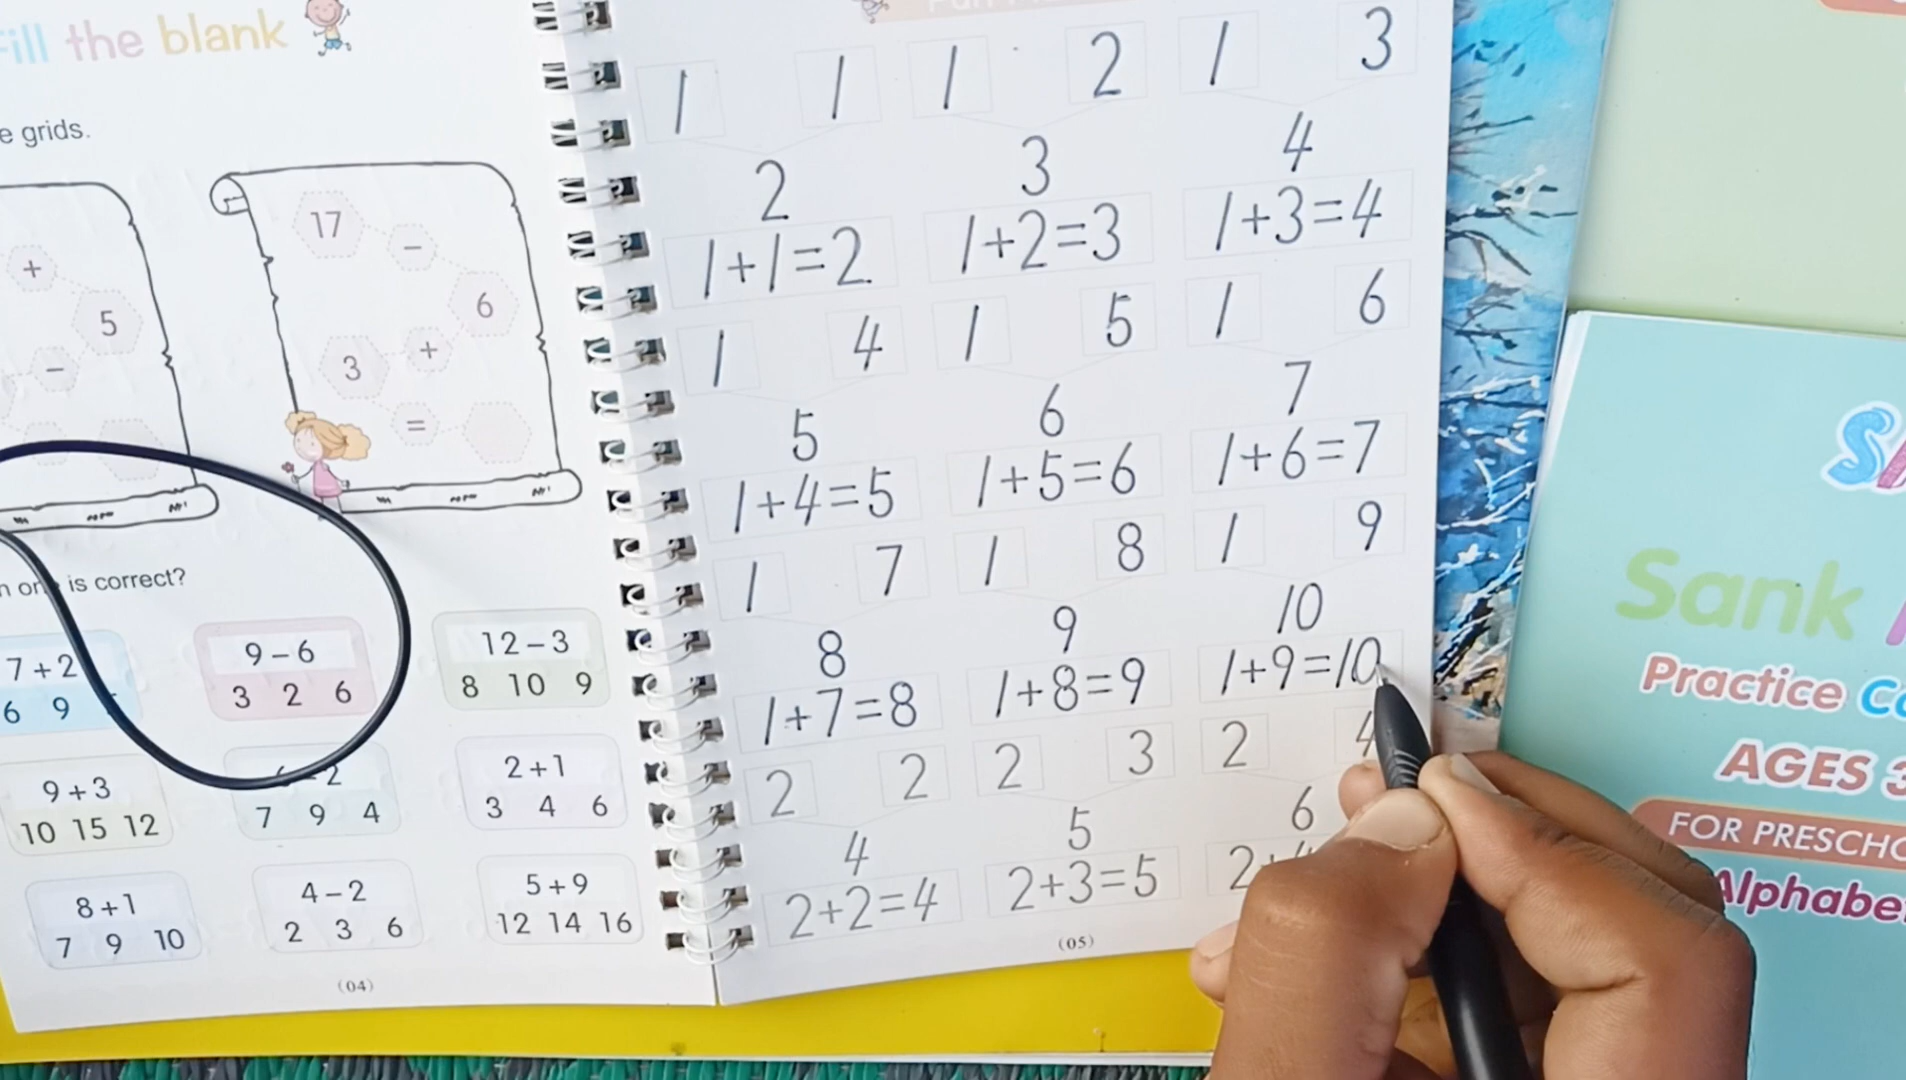 Fill the blank
e grids.
+
5
−
17
−
6
+
3
=
is correct?
7+2
6 9
9−6
3 2 6
12−3
8 10 9
9+3
10 15 12
7 9 4
2+1
3 4 6
8+1
7 9 10
4−2
2 3 6
5+9
12 14 16
(04)
1 1 1 2 1 3
2 3 4
1+1=2 1+2=3 1+3=4
1 4 1 5 1 6
5 6 7
1+4=5 1+5=6 1+6=7
1 7 1 8 1 9
8 9 10
1+7=8 1+8=9 1+9=10
2 2 2 3 2 4
4 5 6
2+2=4 2+3=5 2+4
(05)
Sank
Practice
AGES 3
FOR PRESCHO
Alphabe